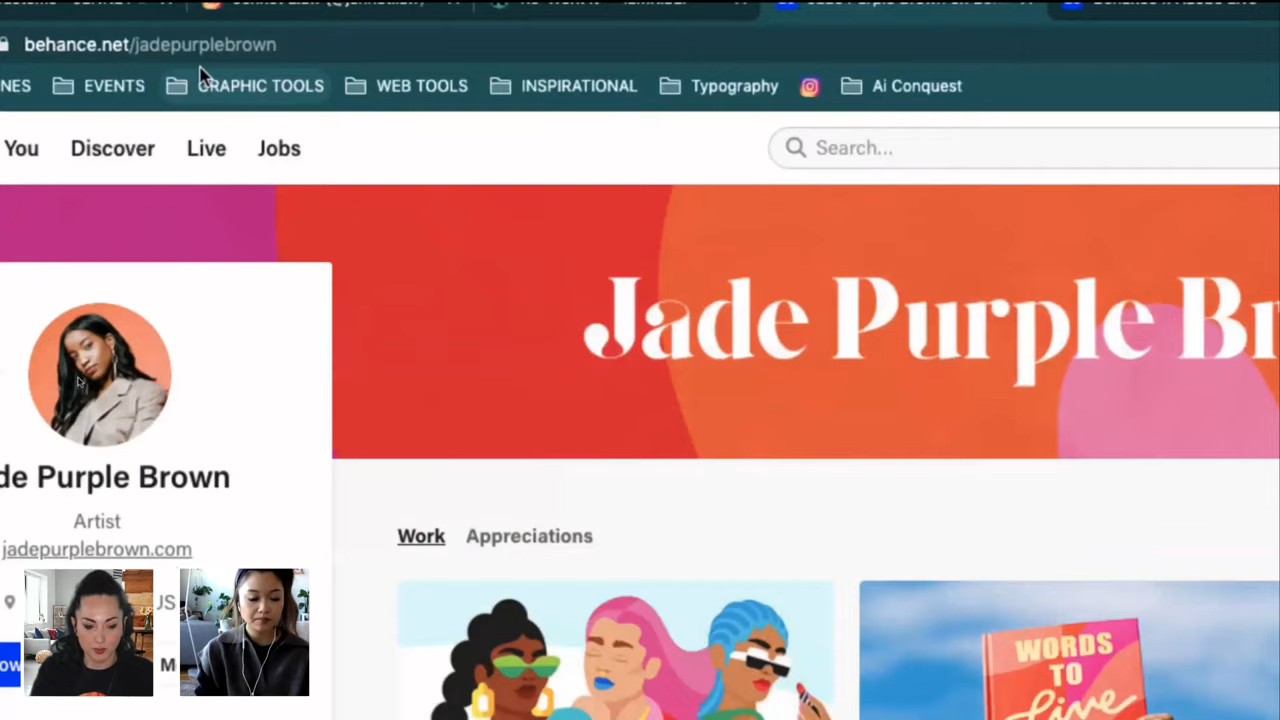 behance.net/jadepurplebrown
NES EVENTS GRAPHIC TOOLS WEB TOOLS INSPIRATIONAL Typography Ai Conquest
You Discover Live Jobs Search...
Jade Purple Br
de Purple Brown
Artist
jadepurplebrown.com
Work Appreciations
WORDS
TO
Live